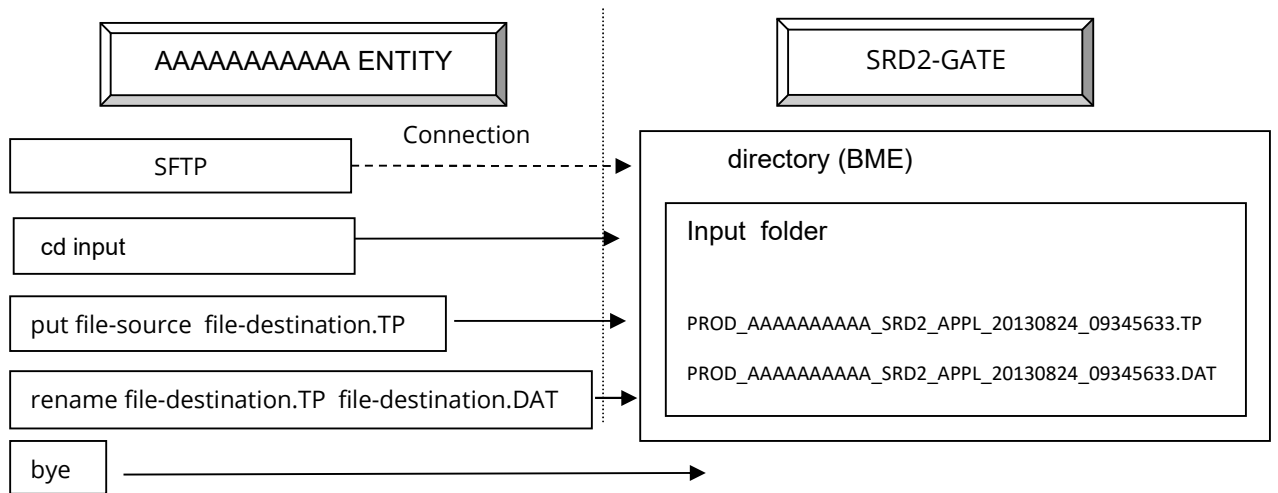 AAAAAAAAAAA ENTITY
SRD2-GATE
Connection
SFTP
directory (BME)
cd input
Input folder
put file-source file-destination.TP
PROD_AAAAAAAAAA_SRD2_APPL_20130824_09345633.TP
PROD_AAAAAAAAAA_SRD2_APPL_20130824_09345633.DAT
rename file-destination.TP file-destination.DAT
bye